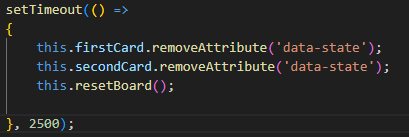 setTimeout(() =>
{
    this.firstCard.removeAttribute('data-state');
    this.secondCard.removeAttribute('data-state');
    this.resetBoard();

}, 2500);